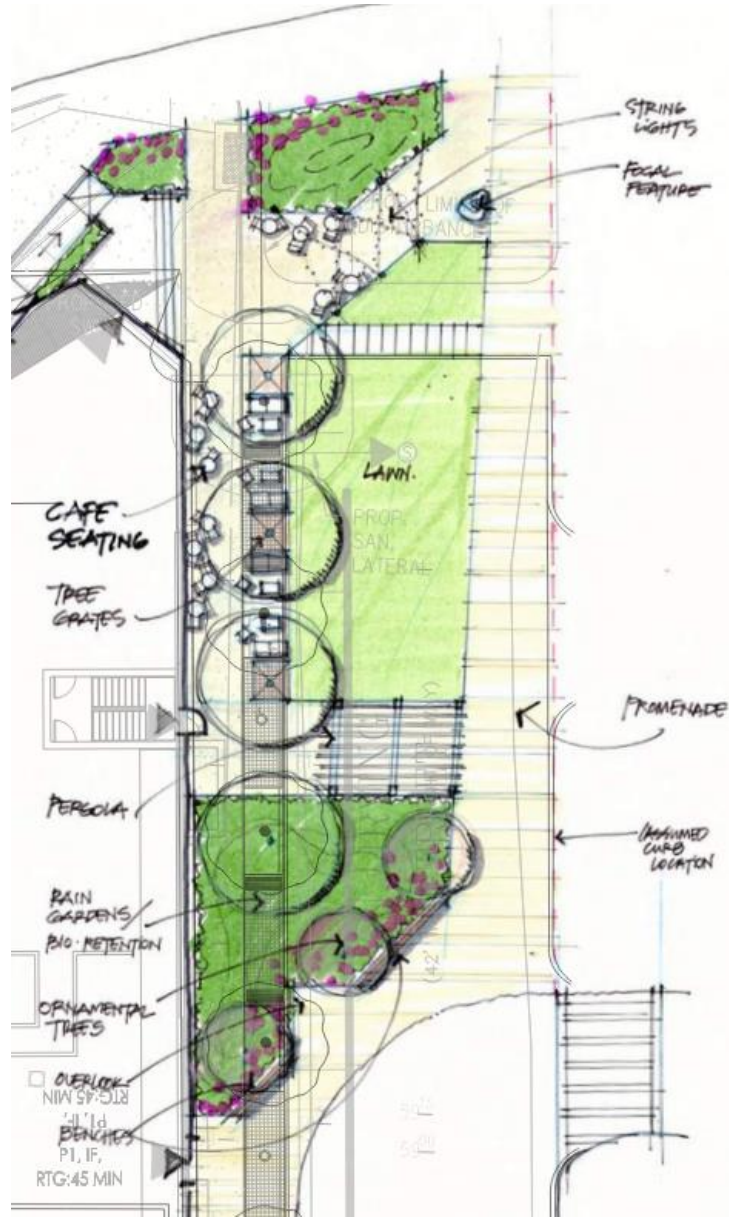 STRING
LIGHTS
FOCAL
FEATURE
LAWN.
S
CAFE
SEATING
PROP.
SAN.
LATERAL
TREE
GRATES
PROMENADE
PERGOLA
(ASSUMED
CURB
LOCATION
RAIN
GARDENS/
BIO-RETENTION
(42'
ORNAMENTAL
TREES
OVERLOOK
RTG:45 MIN
P1, IF,
BENCHES
P1, IF,
RTG:45 MIN